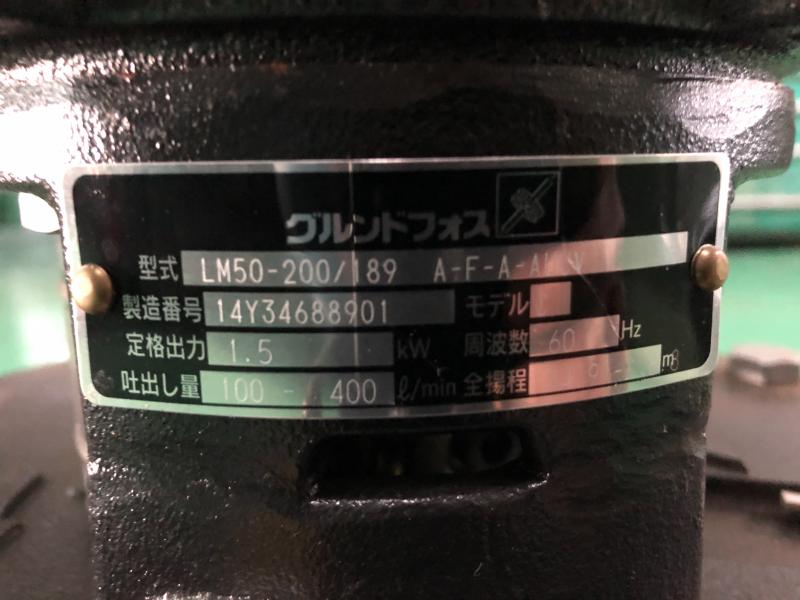 グルンドフォス
型式 LM50-200/189 A-F-A-A
製造番号 14Y34688901 モデル
定格出力 1.5 kW 周波数 60 Hz
吐出し量 100 - 400 ℓ/min 全揚程 m